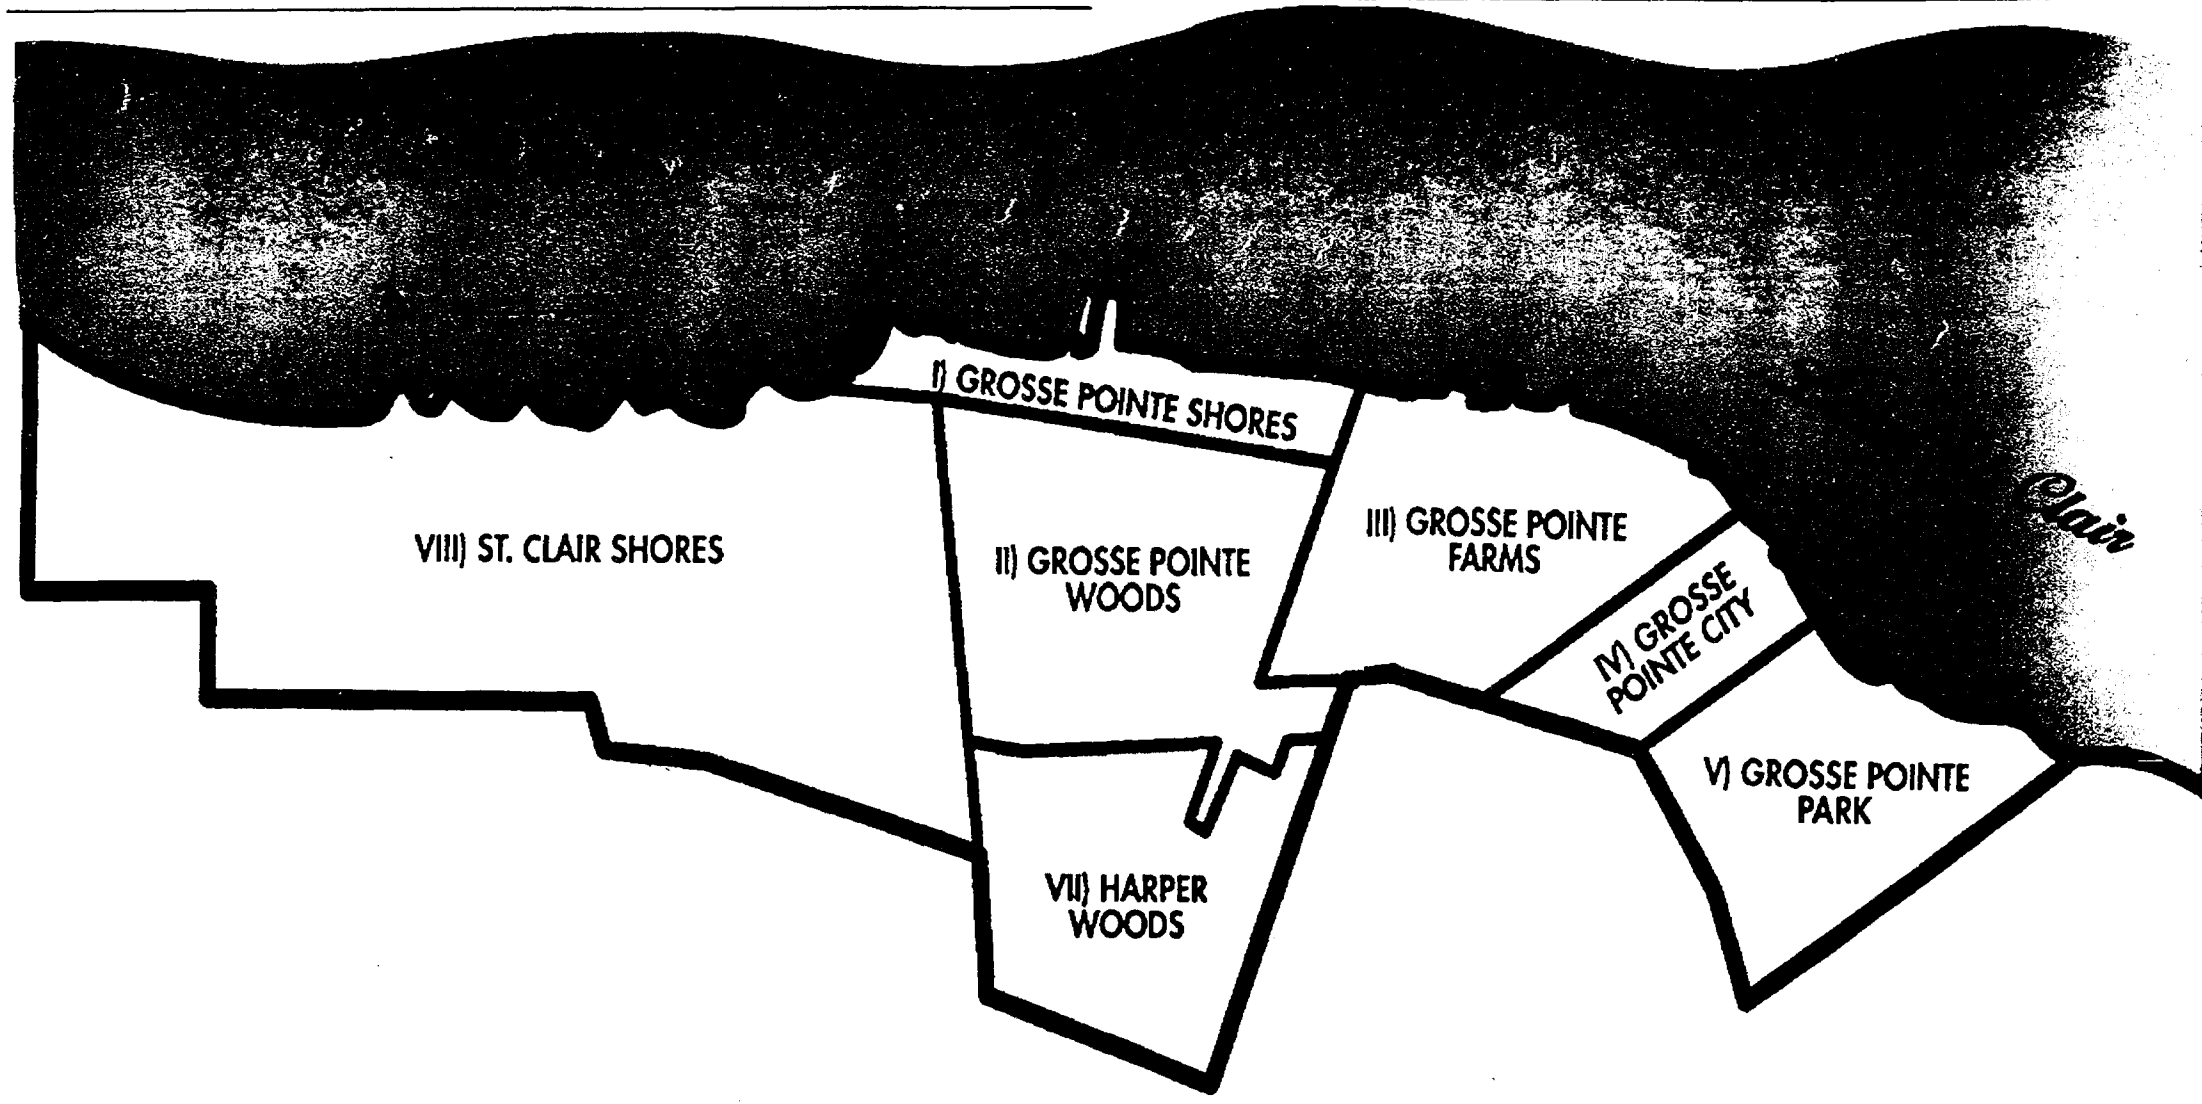 I) GROSSE POINTE SHORES
VIII) ST. CLAIR SHORES
II) GROSSE POINTE
WOODS
III) GROSSE POINTE
FARMS
IV) GROSSE
POINTE CITY
V) GROSSE POINTE
PARK
VII) HARPER
WOODS
Clair